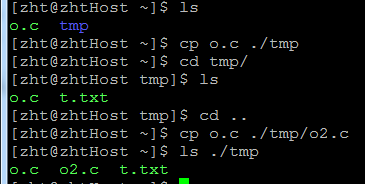 [zht@zhtHost ~]$ ls
o.c  tmp
[zht@zhtHost ~]$ cp o.c ./tmp
[zht@zhtHost ~]$ cd tmp/
[zht@zhtHost tmp]$ ls
o.c  t.txt
[zht@zhtHost tmp]$ cd ..
[zht@zhtHost ~]$ cp o.c ./tmp/o2.c
[zht@zhtHost ~]$ ls ./tmp
o.c  o2.c  t.txt
[zht@zhtHost ~]$